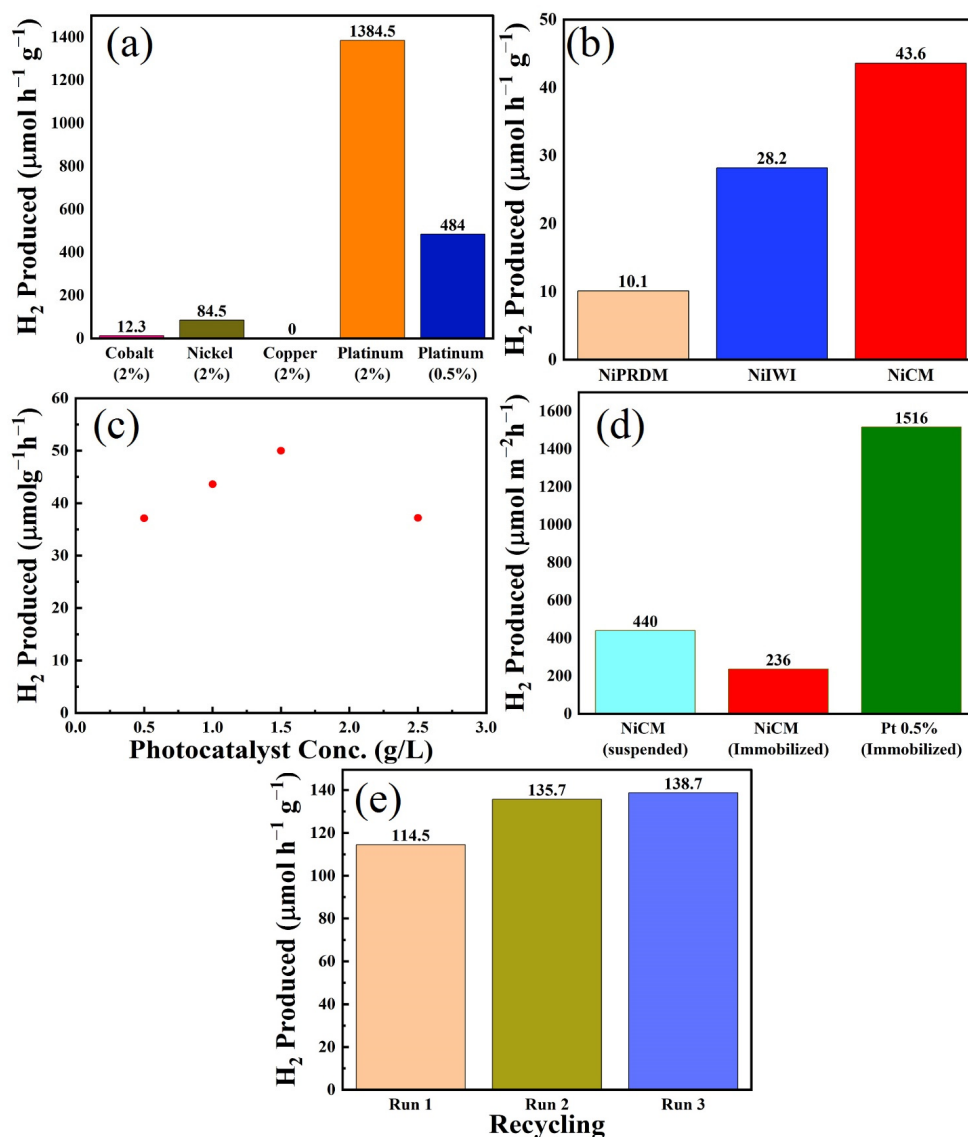 (a)
H₂ Produced (μmol h⁻¹ g⁻¹)
1400
1200
1000
800
600
400
200
0
12.3
84.5
0
1384.5
484
Cobalt Nickel Copper Platinum Platinum
(2%) (2%) (2%) (2%) (0.5%)
(b)
H₂ Produced (μmol h⁻¹ g⁻¹)
50
40
30
20
10
0
10.1
28.2
43.6
NiPRDM NiIWI NiCM
(c)
H₂ Produced (μmolg⁻¹h⁻¹)
60
50
40
30
20
10
0
0.0 0.5 1.0 1.5 2.0 2.5 3.0
Photocatalyst Conc. (g/L)
(d)
H₂ Produced (μmol m⁻²h⁻¹)
1600
1400
1200
1000
800
600
400
200
0
440
236
1516
NiCM NiCM Pt 0.5%
(suspended) (Immobilized) (Immobilized)
(e)
H₂ Produced (μmol h⁻¹ g⁻¹)
140
120
100
80
60
40
20
0
114.5
135.7
138.7
Run 1 Run 2 Run 3
Recycling